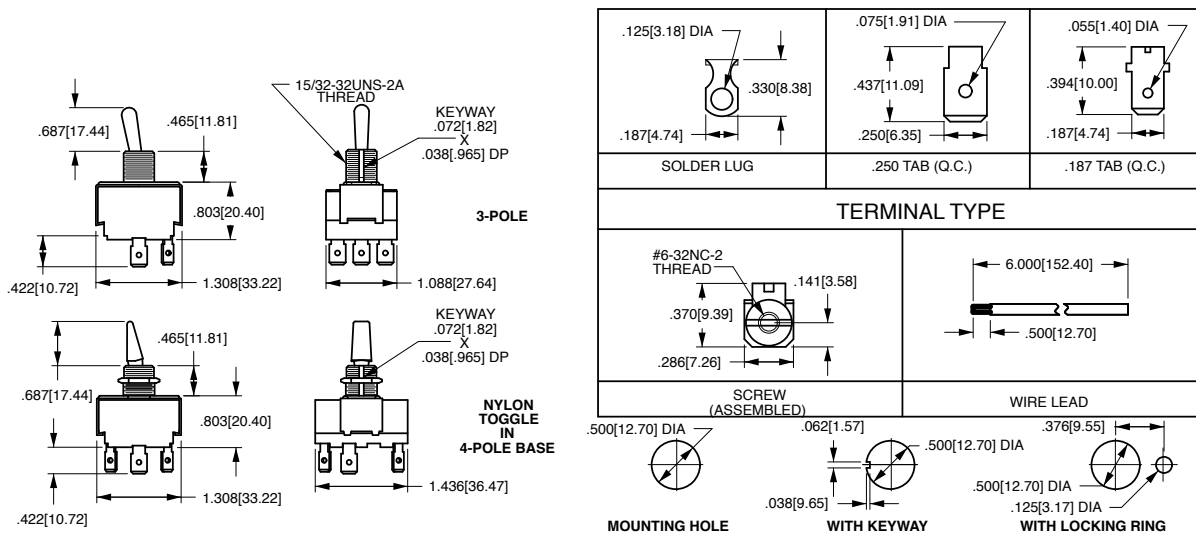 .687[17.44]
.465[11.81]
15/32-32UNS-2A
THREAD
KEYWAY
.072[1.82]
X
.038[.965] DP
3-POLE
.803[20.40]
.422[10.72]
1.308[33.22]
1.088[27.64]
.687[17.44]
.465[11.81]
KEYWAY
.072[1.82]
X
.038[.965] DP
.803[20.40]
NYLON
TOGGLE
IN
4-POLE BASE
.422[10.72]
1.308[33.22]
1.436[36.47]
.125[3.18] DIA
.330[8.38]
.187[4.74]
SOLDER LUG
.075[1.91] DIA
.437[11.09]
.250[6.35]
.250 TAB (Q.C.)
.055[1.40] DIA
.394[10.00]
.187[4.74]
.187 TAB (Q.C.)
TERMINAL TYPE
#6-32NC-2
THREAD
.141[3.58]
.370[9.39]
.286[7.26]
SCREW
(ASSEMBLED)
6.000[152.40]
.500[12.70]
WIRE LEAD
.500[12.70] DIA
MOUNTING HOLE
.062[1.57]
.500[12.70] DIA
.038[9.65]
WITH KEYWAY
.376[9.55]
.500[12.70] DIA
.125[3.17] DIA
WITH LOCKING RING